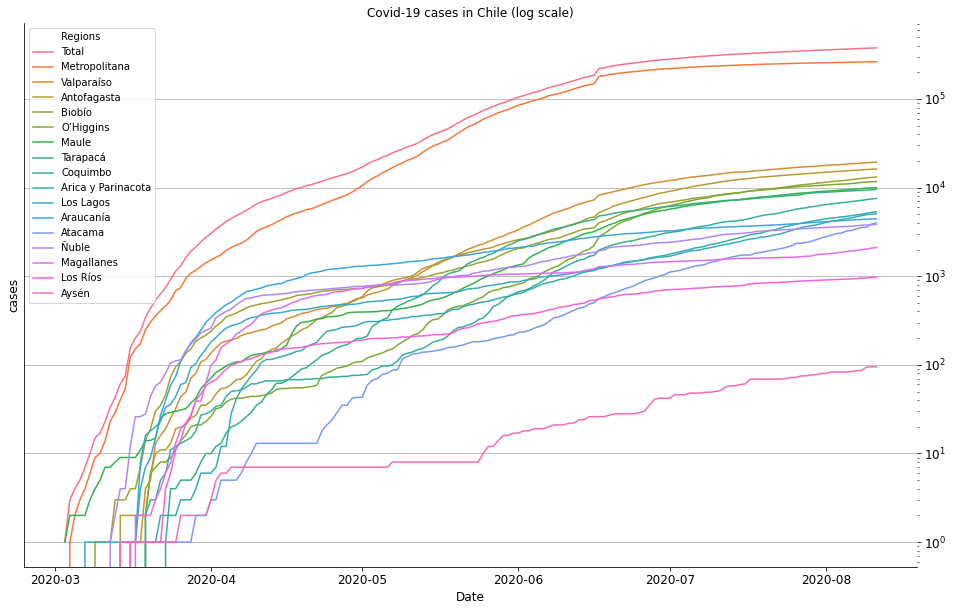 Covid-19 cases in Chile (log scale)
Regions
Total
Metropolitana
Valparaíso
Antofagasta
Biobío
O'Higgins
Maule
Tarapacá
Coquimbo
Arica y Parinacota
Los Lagos
Araucanía
Atacama
Ñuble
Magallanes
Los Ríos
Aysén
cases
10⁵
10⁴
10³
10²
10¹
10⁰
2020-03 2020-04 2020-05 2020-06 2020-07 2020-08
Date